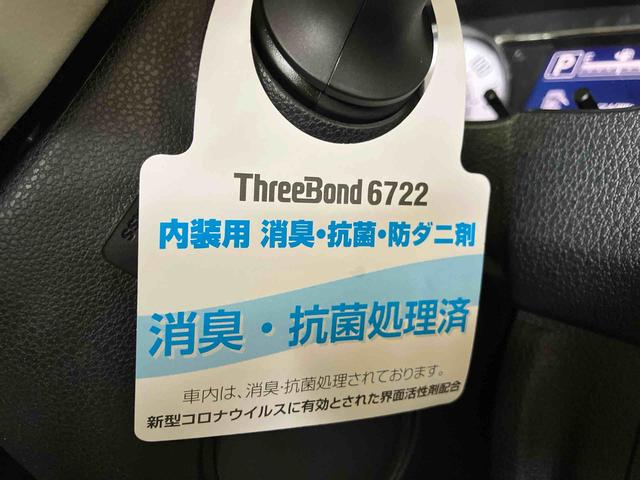 ThreeBond 6722
内装用 消臭・抗菌・防ダニ剤
消臭・抗菌処理済
車内は、消臭・抗菌処理されております。
新型コロナウイルスに有効とされた界面活性剤配合
P